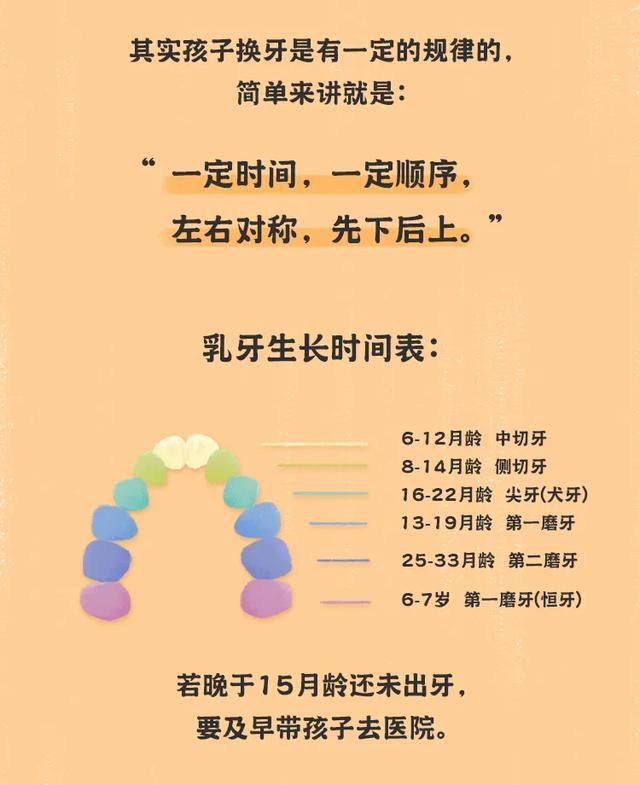 其实孩子换牙是有一定的规律的，
简单来讲就是：
“一定时间，一定顺序，
左右对称，先下后上。”
乳牙生长时间表：
6-12月龄 中切牙
8-14月龄 侧切牙
16-22月龄 尖牙(犬牙)
13-19月龄 第一磨牙
25-33月龄 第二磨牙
6-7岁 第一磨牙(恒牙)
若晚于15月龄还未出牙，
要及早带孩子去医院。